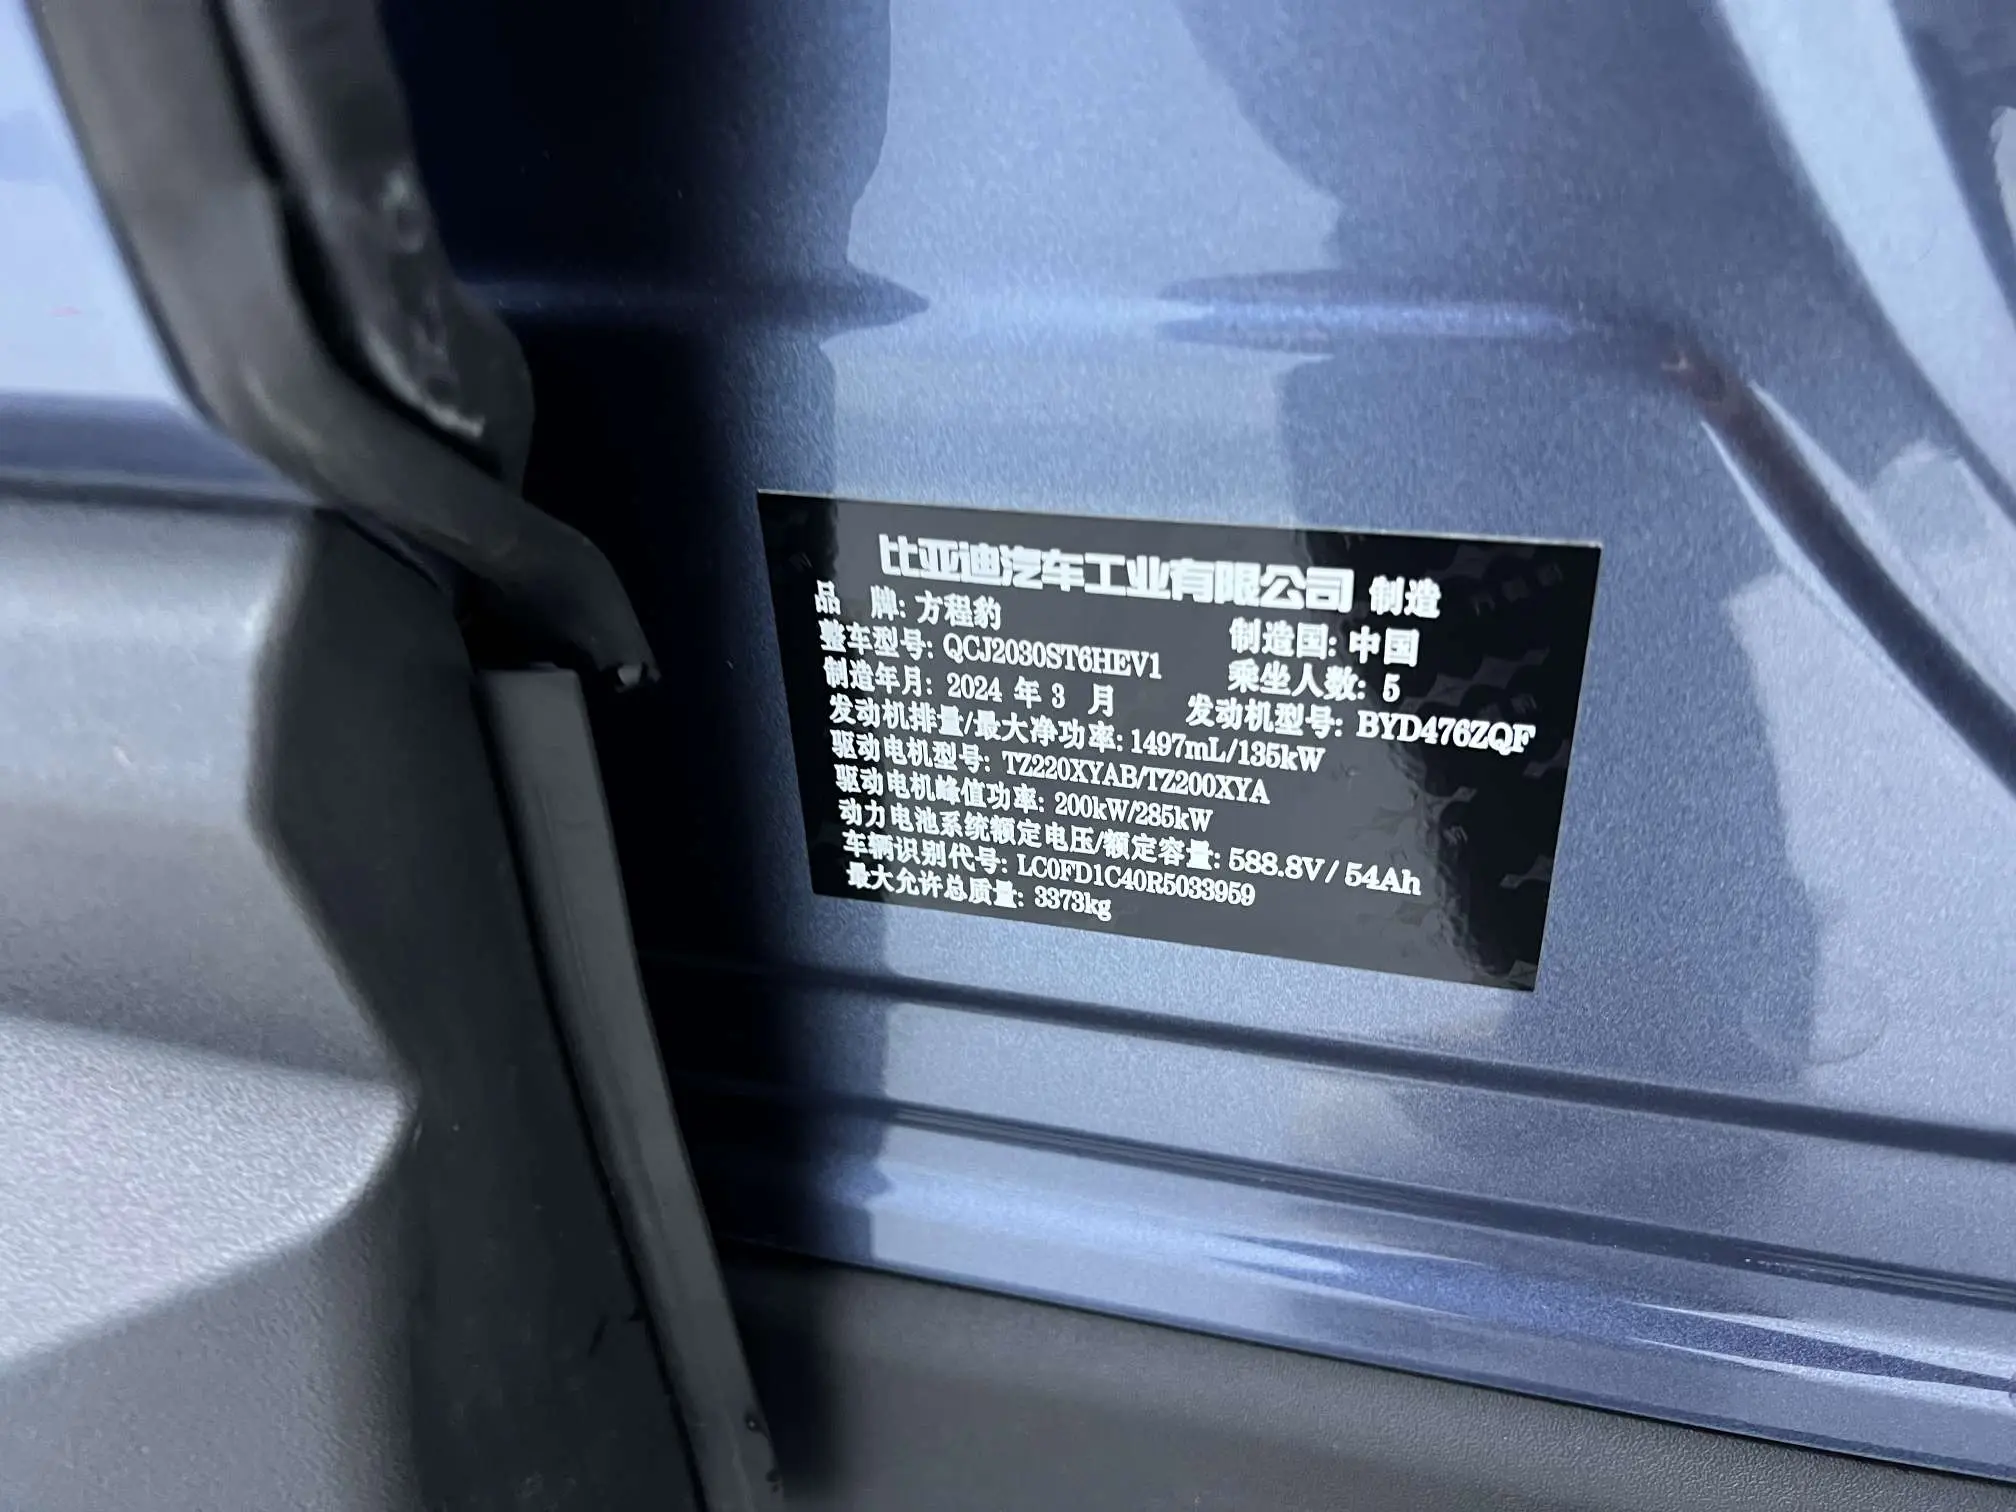 比亚迪汽车工业有限公司 制造
品 牌: 方程豹 制造国: 中国
整车型号: QCJ2030ST6HEV1 乘坐人数: 5
制造年月: 2024 年 3 月 发动机型号: BYD476ZQF
发动机排量/最大净功率: 1497mL/135kW
驱动电机型号: TZ220XYAB/TZ200XYA
驱动电机峰值功率: 200kW/285kW
动力电池系统额定电压/额定容量: 588.8V / 54Ah
车辆识别代号: LC0FD1C40R5033959
最大允许总质量: 3373kg